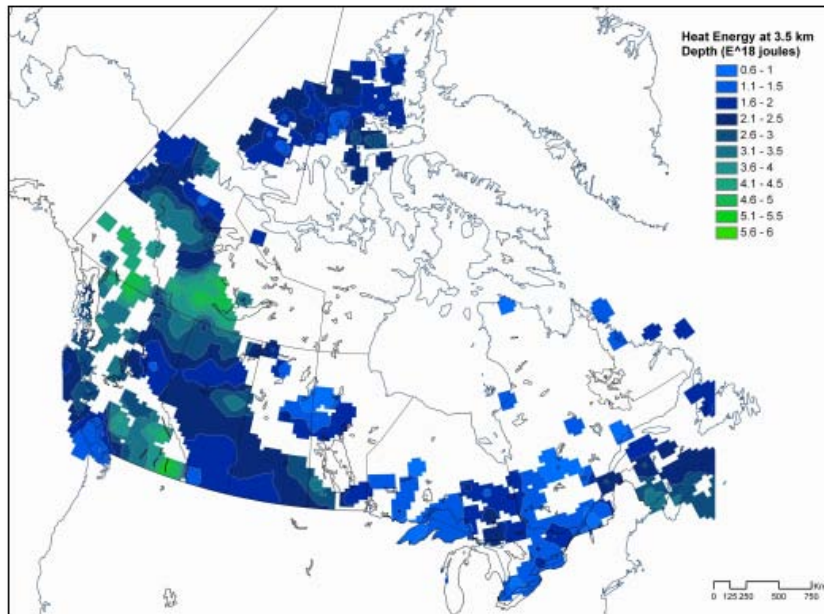 Heat Energy at 3.5 km
Depth (E^18 joules)
0.6 - 1
1.1 - 1.5
1.6 - 2
2.1 - 2.5
2.6 - 3
3.1 - 3.5
3.6 - 4
4.1 - 4.5
4.6 - 5
5.1 - 5.5
5.6 - 6
Km
0 125250 500 750